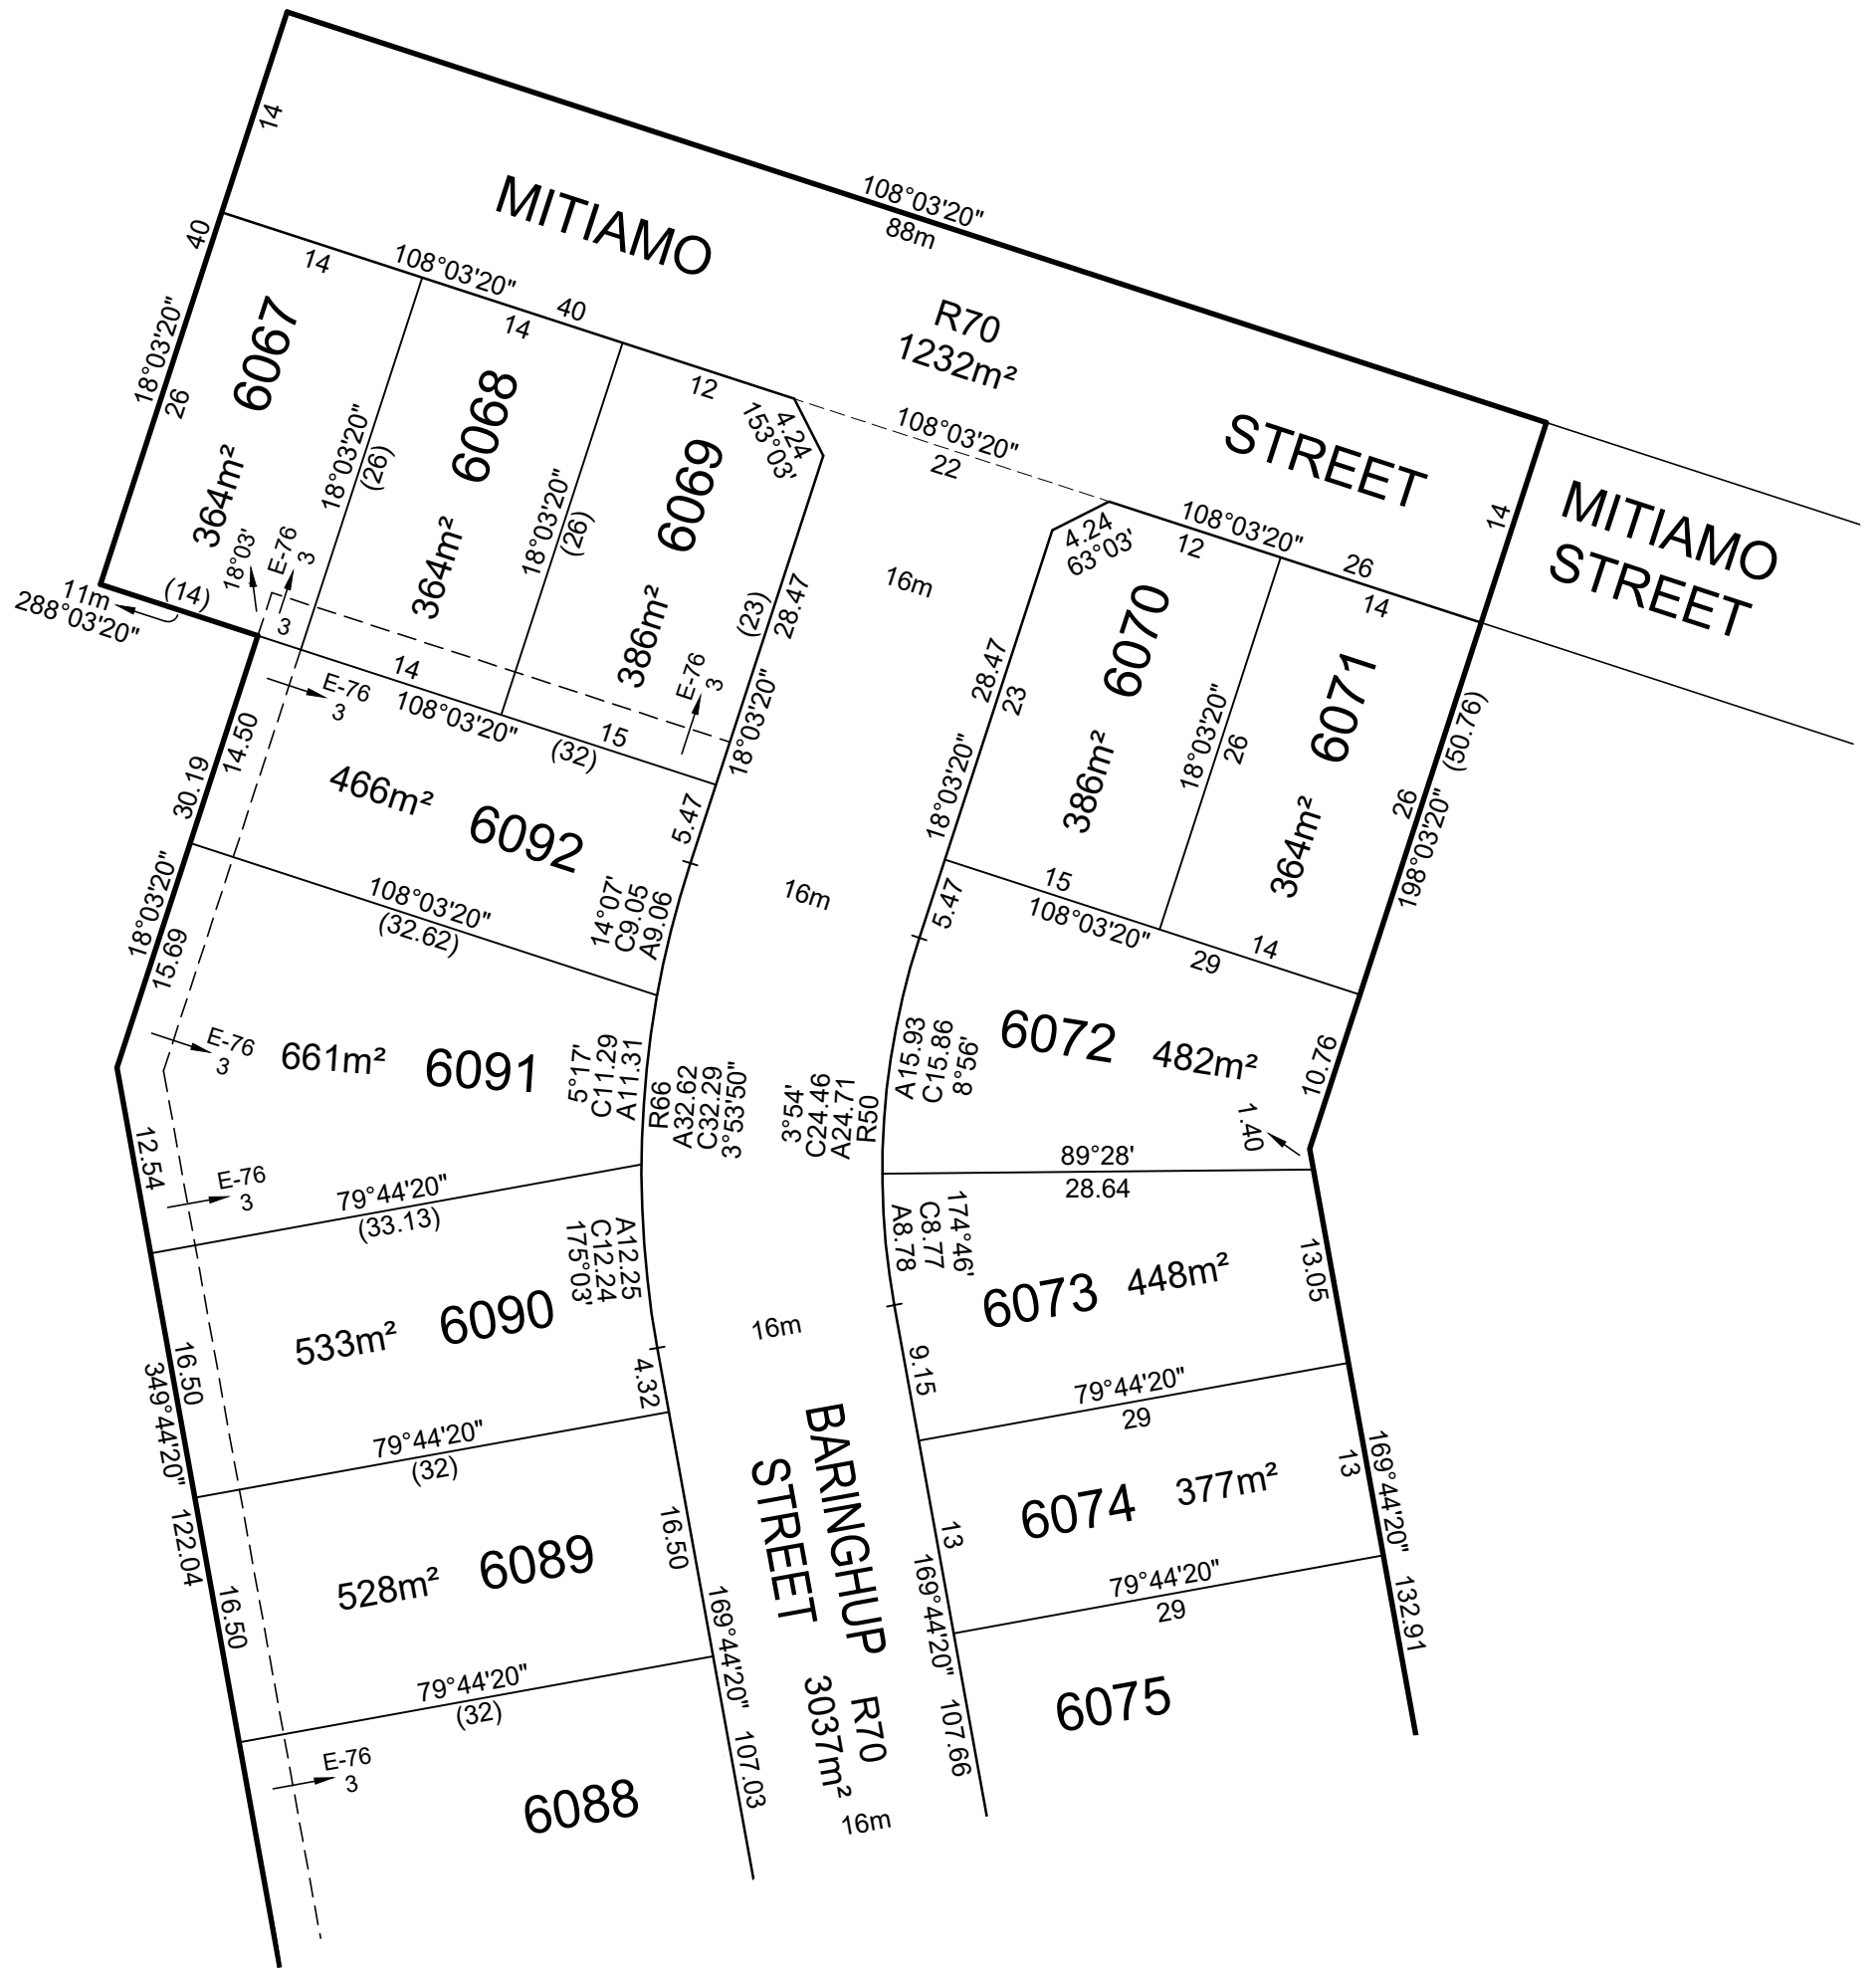 14
MITIAMO
108°03'20"
88m
40
14
108°03'20"
40
14
R70
1232m²
18°03'20"
26
6067
364m²
18°03'20"
(26)
6068
364m²
18°03'20"
(26)
12
4.24
153°03'
6069
386m²
108°03'20"
22
STREET
14
MITIAMO
STREET
4.24
63°03'
12
108°03'20"
26
14
16m
(23)
28.47
18°03'20"
28.47
23
18°03'20"
6070
386m²
18°03'20"
26
6071
364m²
26
(50.76)
198°03'20"
11m
288°03'20"
(14)
18°03'
E-76
3
3
14
108°03'20"
15
(32)
E-76
3
E-76
3
14.50
30.19
18°03'20"
15.69
466m²
6092
5.47
108°03'20"
(32.62)
14°07'
C9.05
A9.06
16m
5.47
15
108°03'20"
29
14
E-76
3
661m²
6091
5°17'
C11.29
A11.31
R66
A32.62
C32.29
3°53'50"
3°54'
C24.46
A24.71
R50
A15.93
C15.86
8°56'
6072
482m²
10.76
1.40
89°28'
28.64
12.54
E-76
3
79°44'20"
(33.13)
A12.25
C12.24
175°03'
174°46'
C8.77
A8.78
6073
448m²
13.05
533m²
6090
16m
4.32
9.15
16.50
349°44'20"
122.04
79°44'20"
(32)
79°44'20"
29
BARINGHUP
STREET
6074
377m²
13
13
169°44'20"
132.91
528m²
6089
16.50
16.50
169°44'20"
107.03
169°44'20"
107.66
79°44'20"
29
79°44'20"
(32)
R70
3037m²
6075
E-76
3
6088
16m